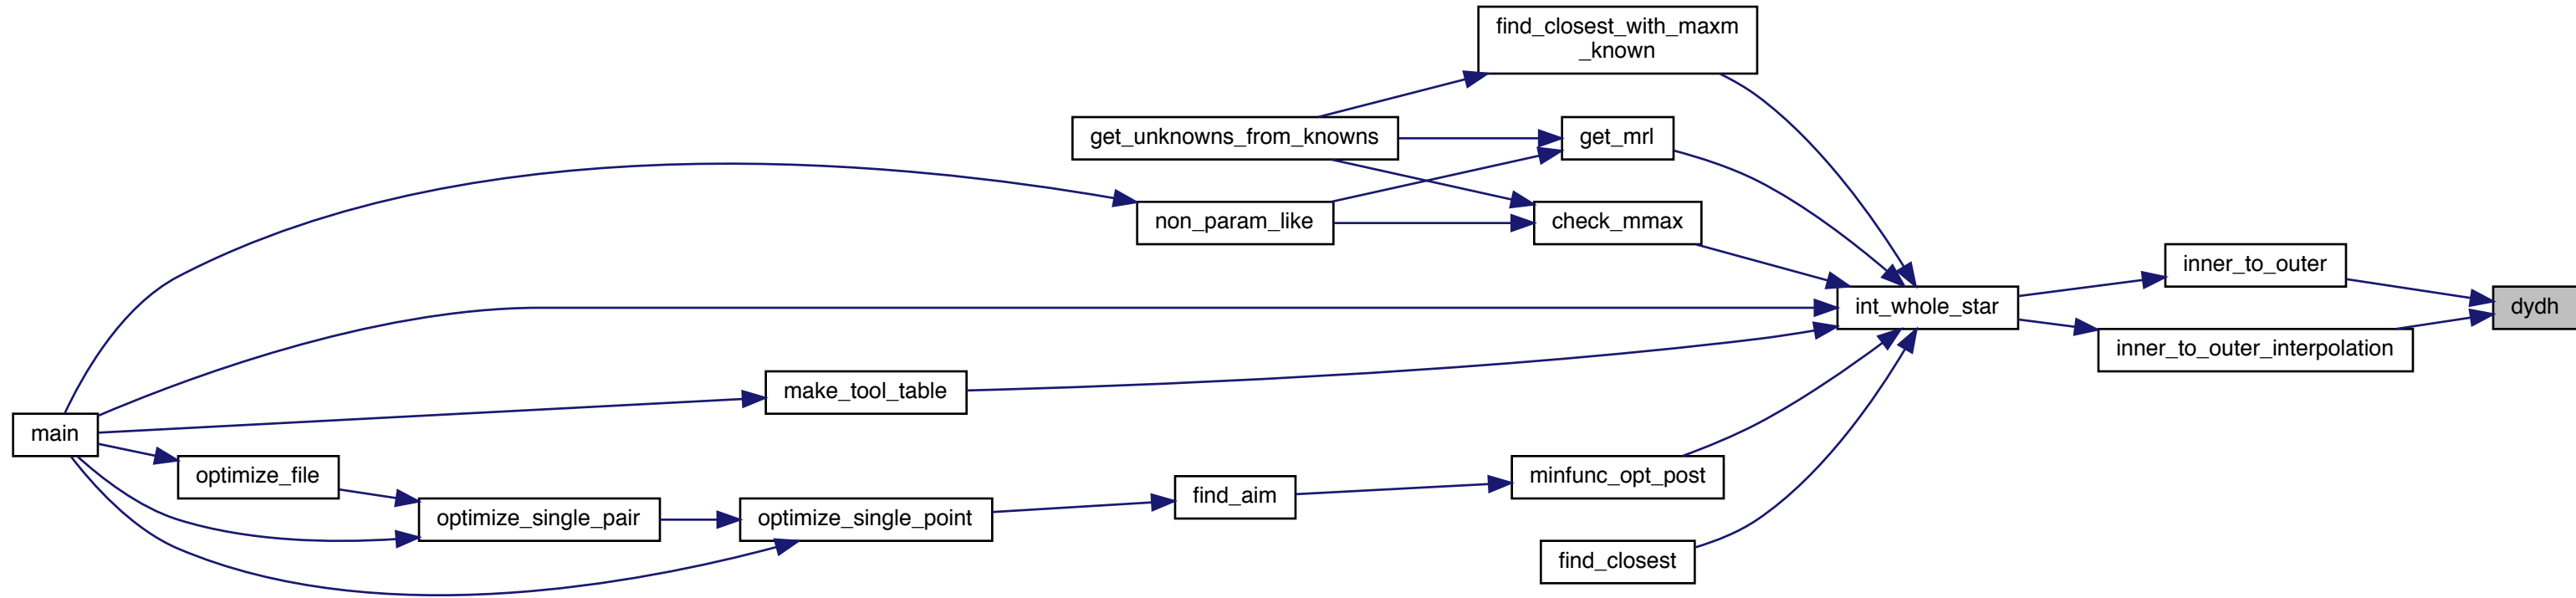 find_closest_with_maxm
_known
get_unknowns_from_knowns
get_mrl
non_param_like
check_mmax
inner_to_outer
int_whole_star
dydh
inner_to_outer_interpolation
make_tool_table
main
optimize_file
minfunc_opt_post
find_aim
optimize_single_pair
optimize_single_point
find_closest